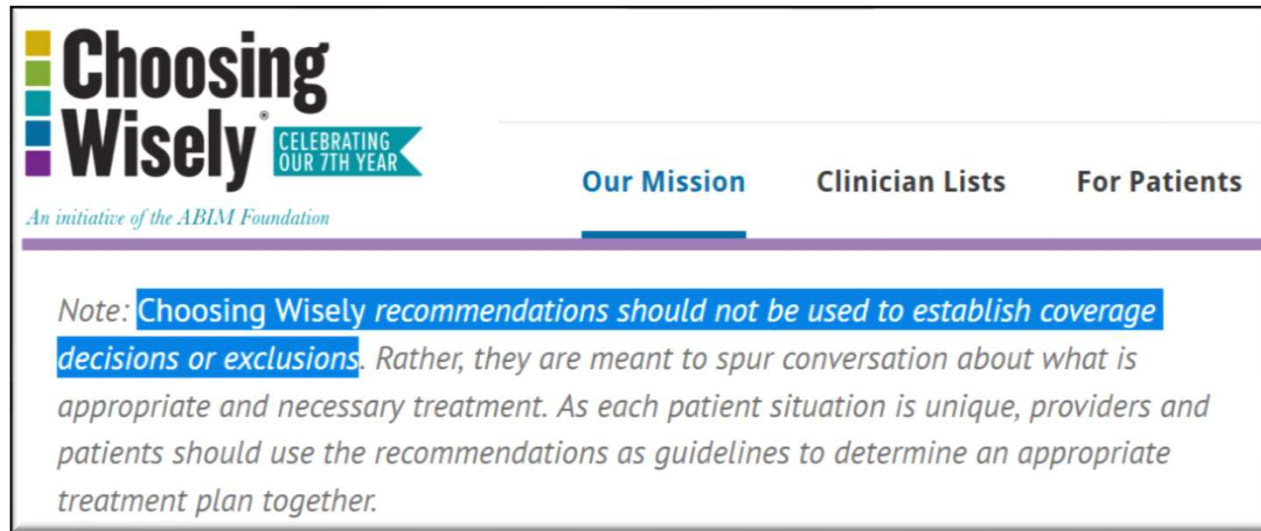 Choosing
Wisely®
CELEBRATING
OUR 7TH YEAR
An initiative of the ABIM Foundation
Our Mission Clinician Lists For Patients
Note: Choosing Wisely recommendations should not be used to establish coverage
decisions or exclusions. Rather, they are meant to spur conversation about what is
appropriate and necessary treatment. As each patient situation is unique, providers and
patients should use the recommendations as guidelines to determine an appropriate
treatment plan together.